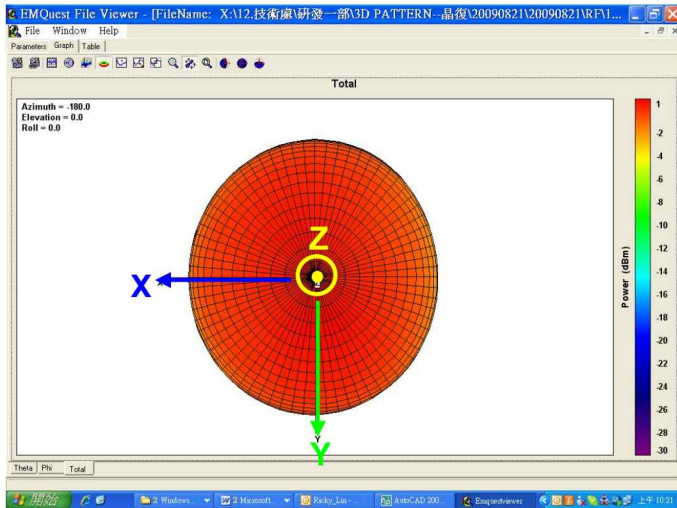 EMQuest File Viewer - [FileName: X:\12.技術處\研發一部\3D PATTERN--晶復\20090821\20090821\RF\1...
File Window Help
Parameters Graph Table
Total
Azimuth = -180.0
Elevation = 0.0
Roll = 0.0
Z
X
Y
Y
1
-2
-4
-6
-8
-10
-12
-14
-16
-18
-20
-22
-24
-26
-28
-30
Power (dBm)
Theta Phi Total
開始
2 Windows...
2 Microsoft...
Ricky_Lin - ...
AutoCAD 200...
Emquestviewer
上午 10:21